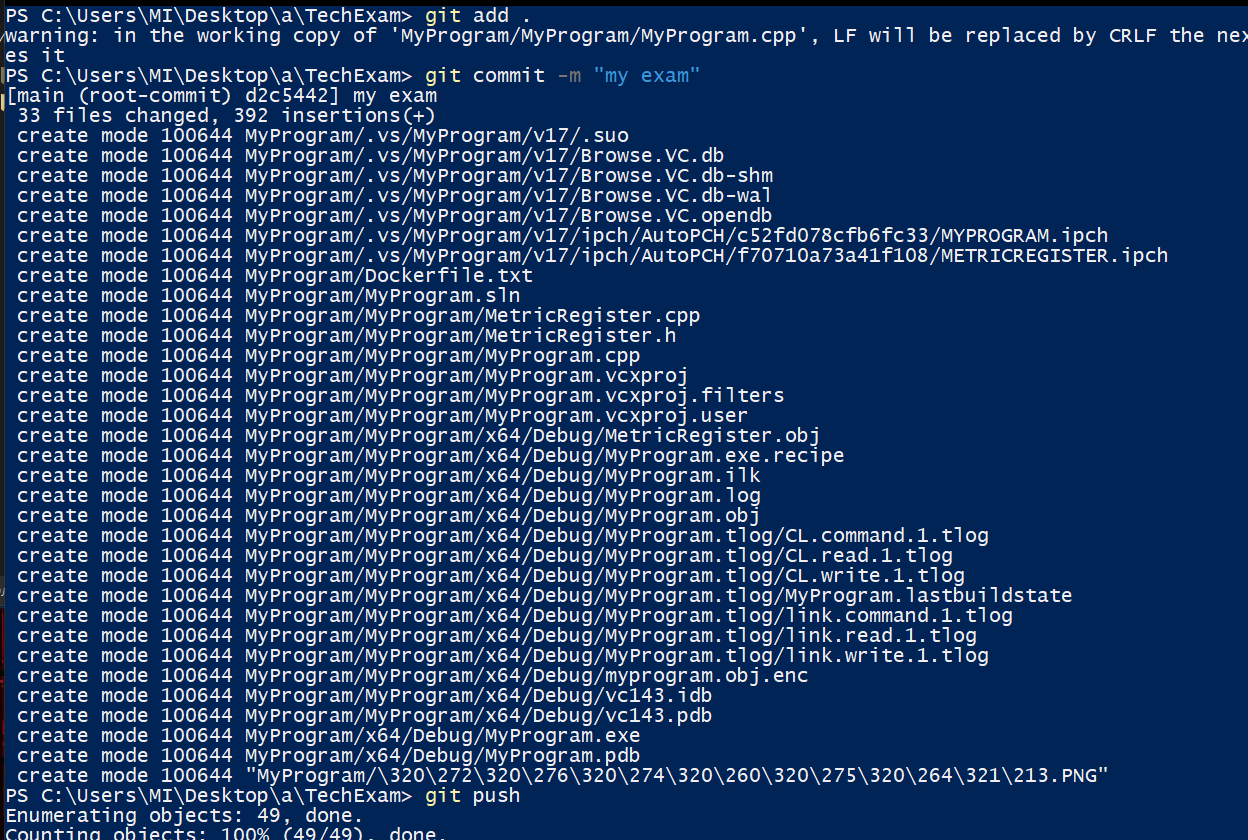 PS C:\Users\MI\Desktop\a\TechExam> git add .
warning: in the working copy of 'MyProgram/MyProgram/MyProgram.cpp', LF will be replaced by CRLF the nex
es it
PS C:\Users\MI\Desktop\a\TechExam> git commit -m "my exam"
[main (root-commit) d2c5442] my exam
 33 files changed, 392 insertions(+)
 create mode 100644 MyProgram/.vs/MyProgram/v17/.suo
 create mode 100644 MyProgram/.vs/MyProgram/v17/Browse.VC.db
 create mode 100644 MyProgram/.vs/MyProgram/v17/Browse.VC.db-shm
 create mode 100644 MyProgram/.vs/MyProgram/v17/Browse.VC.db-wal
 create mode 100644 MyProgram/.vs/MyProgram/v17/Browse.VC.opendb
 create mode 100644 MyProgram/.vs/MyProgram/v17/ipch/AutoPCH/c52fd078cfb6fc33/MYPROGRAM.ipch
 create mode 100644 MyProgram/.vs/MyProgram/v17/ipch/AutoPCH/f70710a73a41f108/METRICREGISTER.ipch
 create mode 100644 MyProgram/Dockerfile.txt
 create mode 100644 MyProgram/MyProgram.sln
 create mode 100644 MyProgram/MyProgram/MetricRegister.cpp
 create mode 100644 MyProgram/MyProgram/MetricRegister.h
 create mode 100644 MyProgram/MyProgram/MyProgram.cpp
 create mode 100644 MyProgram/MyProgram/MyProgram.vcxproj
 create mode 100644 MyProgram/MyProgram/MyProgram.vcxproj.filters
 create mode 100644 MyProgram/MyProgram/MyProgram.vcxproj.user
 create mode 100644 MyProgram/MyProgram/x64/Debug/MetricRegister.obj
 create mode 100644 MyProgram/MyProgram/x64/Debug/MyProgram.exe.recipe
 create mode 100644 MyProgram/MyProgram/x64/Debug/MyProgram.ilk
 create mode 100644 MyProgram/MyProgram/x64/Debug/MyProgram.log
 create mode 100644 MyProgram/MyProgram/x64/Debug/MyProgram.obj
 create mode 100644 MyProgram/MyProgram/x64/Debug/MyProgram.tlog/CL.command.1.tlog
 create mode 100644 MyProgram/MyProgram/x64/Debug/MyProgram.tlog/CL.read.1.tlog
 create mode 100644 MyProgram/MyProgram/x64/Debug/MyProgram.tlog/CL.write.1.tlog
 create mode 100644 MyProgram/MyProgram/x64/Debug/MyProgram.tlog/MyProgram.lastbuildstate
 create mode 100644 MyProgram/MyProgram/x64/Debug/MyProgram.tlog/link.command.1.tlog
 create mode 100644 MyProgram/MyProgram/x64/Debug/MyProgram.tlog/link.read.1.tlog
 create mode 100644 MyProgram/MyProgram/x64/Debug/MyProgram.tlog/link.write.1.tlog
 create mode 100644 MyProgram/MyProgram/x64/Debug/myprogram.obj.enc
 create mode 100644 MyProgram/MyProgram/x64/Debug/vc143.idb
 create mode 100644 MyProgram/MyProgram/x64/Debug/vc143.pdb
 create mode 100644 MyProgram/x64/Debug/MyProgram.exe
 create mode 100644 MyProgram/x64/Debug/MyProgram.pdb
 create mode 100644 "MyProgram/\320\272\320\276\320\274\320\260\320\275\320\264\321\213.PNG"
PS C:\Users\MI\Desktop\a\TechExam> git push
Enumerating objects: 49, done.
Counting objects: 100% (49/49), done.